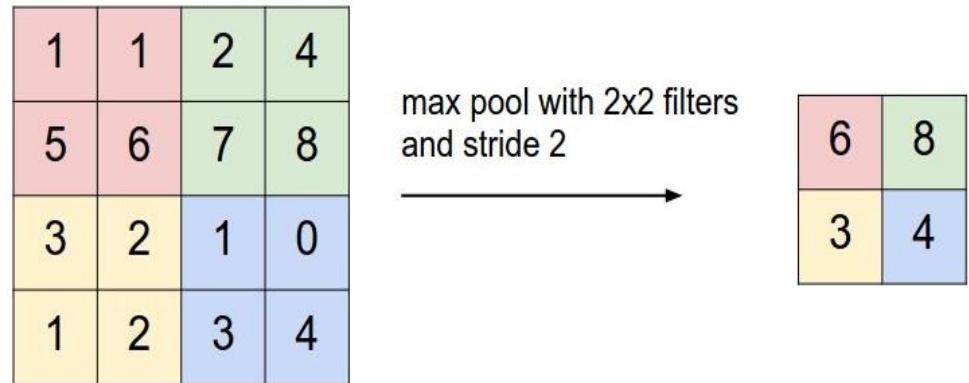 1 1 2 4
5 6 7 8
3 2 1 0
1 2 3 4
max pool with 2x2 filters
and stride 2
6 8
3 4